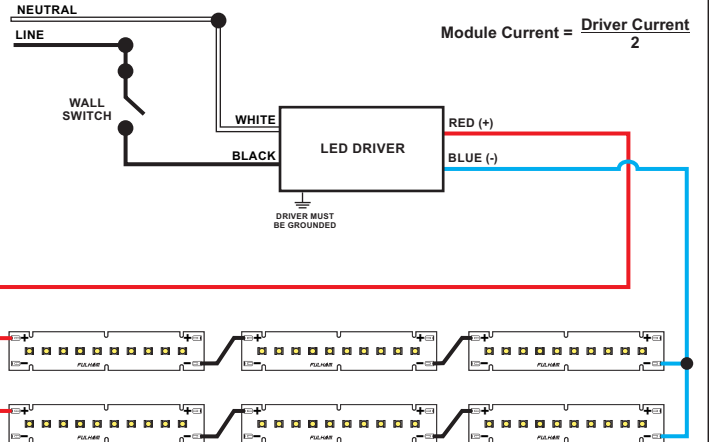 NEUTRAL
LINE
WALL
SWITCH
WHITE
BLACK
LED DRIVER
RED (+)
BLUE (-)
DRIVER MUST
BE GROUNDED
Module Current = Driver Current
2
+ + + + + +
- - - - - -
FULHAM FULHAM FULHAM
+ + + + + +
- - - - - -
FULHAM FULHAM FULHAM